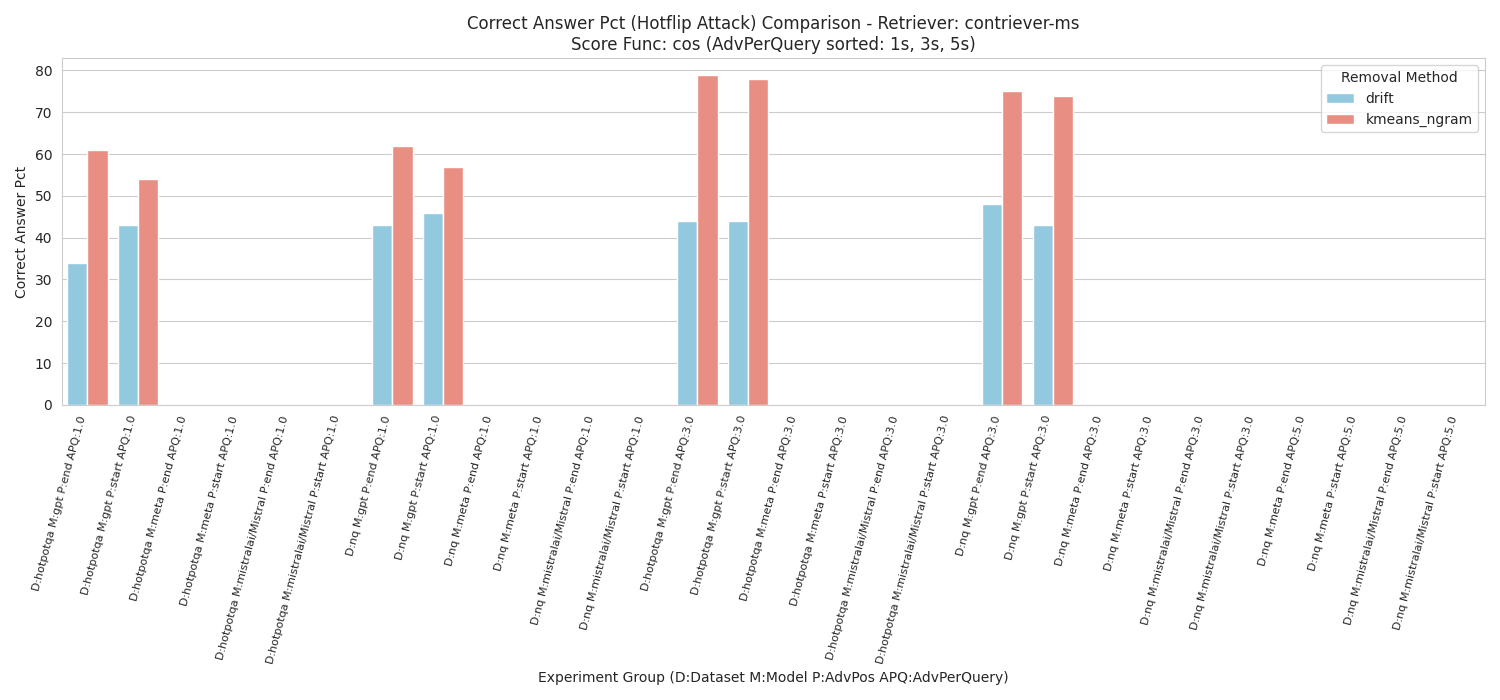 Correct Answer Pct (Hotflip Attack) Comparison - Retriever: contriever-ms
Score Func: cos (AdvPerQuery sorted: 1s, 3s, 5s)
Removal Method
drift
kmeans_ngram
Correct Answer Pct
80
70
60
50
40
30
20
10
0
D:hotpotqa M:gpt P:end APQ:1.0
D:hotpotqa M:gpt P:start APQ:1.0
D:hotpotqa M:meta P:end APQ:1.0
D:hotpotqa M:meta P:start APQ:1.0
D:hotpotqa M:mistralai/Mistral P:end APQ:1.0
D:hotpotqa M:mistralai/Mistral P:start APQ:1.0
D:nq M:gpt P:end APQ:1.0
D:nq M:gpt P:start APQ:1.0
D:nq M:meta P:end APQ:1.0
D:nq M:meta P:start APQ:1.0
D:nq M:mistralai/Mistral P:end APQ:1.0
D:nq M:mistralai/Mistral P:start APQ:1.0
D:hotpotqa M:gpt P:end APQ:3.0
D:hotpotqa M:gpt P:start APQ:3.0
D:hotpotqa M:meta P:end APQ:3.0
D:hotpotqa M:meta P:start APQ:3.0
D:hotpotqa M:mistralai/Mistral P:end APQ:3.0
D:hotpotqa M:mistralai/Mistral P:start APQ:3.0
D:nq M:gpt P:end APQ:3.0
D:nq M:gpt P:start APQ:3.0
D:nq M:meta P:end APQ:3.0
D:nq M:meta P:start APQ:3.0
D:nq M:mistralai/Mistral P:end APQ:3.0
D:nq M:mistralai/Mistral P:start APQ:3.0
D:nq M:meta P:end APQ:5.0
D:nq M:meta P:start APQ:5.0
D:nq M:mistralai/Mistral P:end APQ:5.0
D:nq M:mistralai/Mistral P:start APQ:5.0
Experiment Group (D:Dataset M:Model P:AdvPos APQ:AdvPerQuery)